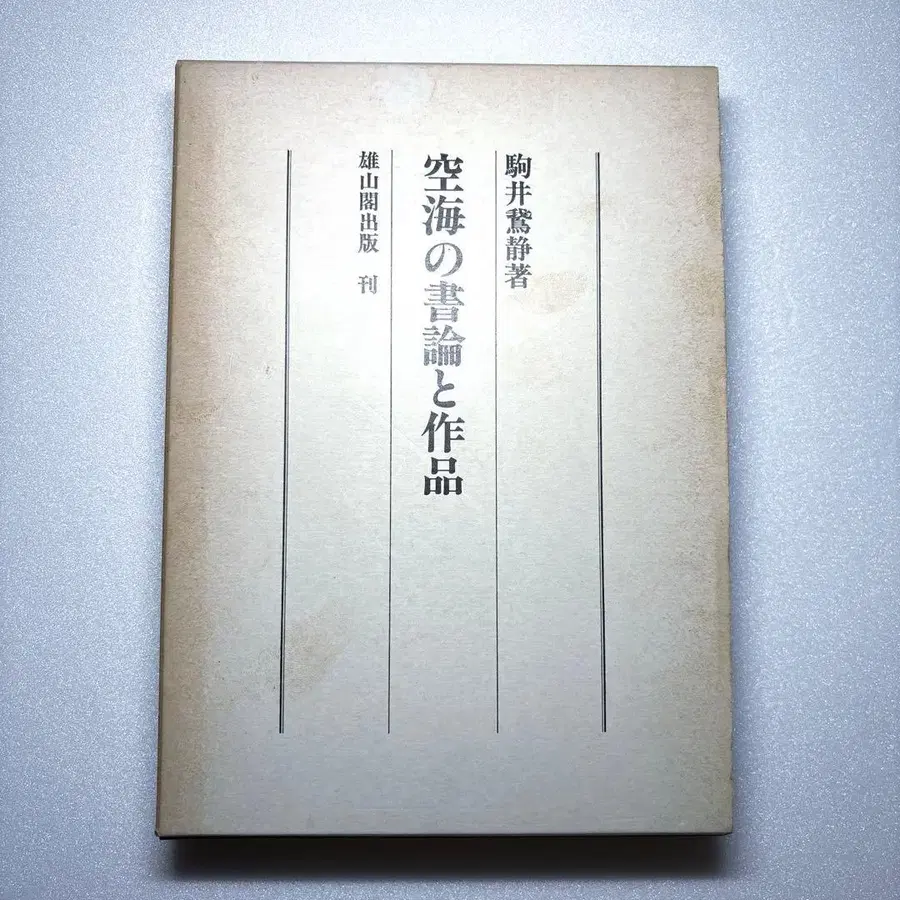 駒井鵞静著
空海の書論と作品
雄山閣出版 刊